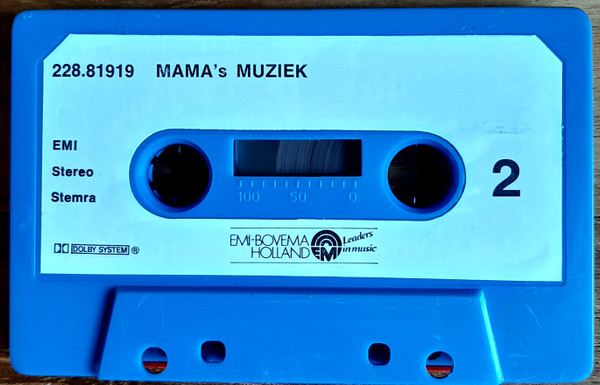 228.81919 MAMA's MUZIEK
EMI
Stereo
Stemra
2
100 50 0
DOLBY SYSTEM ®
EMI-BOVEMA
HOLLAND
EMI
Leaders
in music